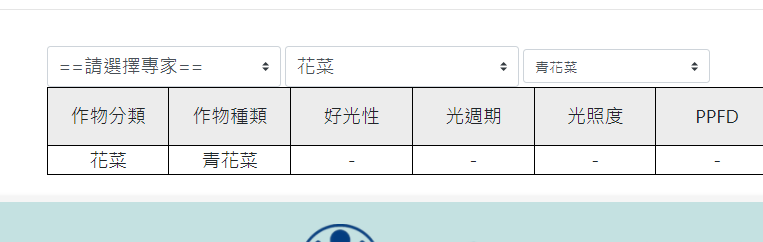 ==請選擇專家== 花菜 青花菜
作物分類 作物種類 好光性 光週期 光照度 PPFD
花菜 青花菜 - - - -